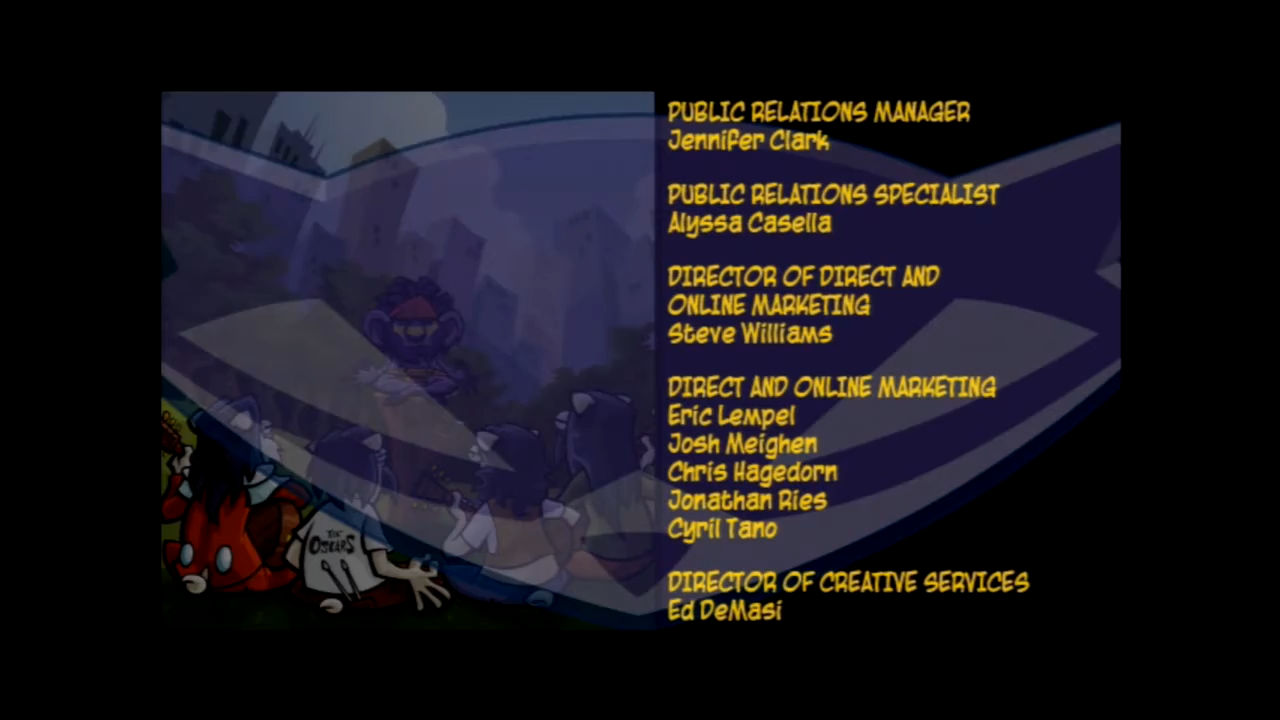 PUBLIC RELATIONS MANAGER
Jennifer Clark
PUBLIC RELATIONS SPECIALIST
Alyssa Casella
DIRECTOR OF DIRECT AND
ONLINE MARKETING
Steve Williams
DIRECT AND ONLINE MARKETING
Eric Lempel
Josh Meighen
Chris Hagedorn
Jonathan Ries
Cyril Tano
DIRECTOR OF CREATIVE SERVICES
Ed DeMasi
THE
OSCARS